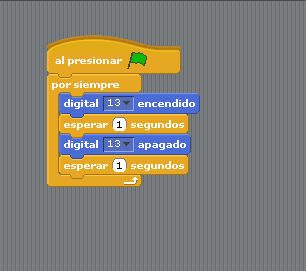 al presionar
por siempre
digital 13 encendido
esperar 1 segundos
digital 13 apagado
esperar 1 segundos